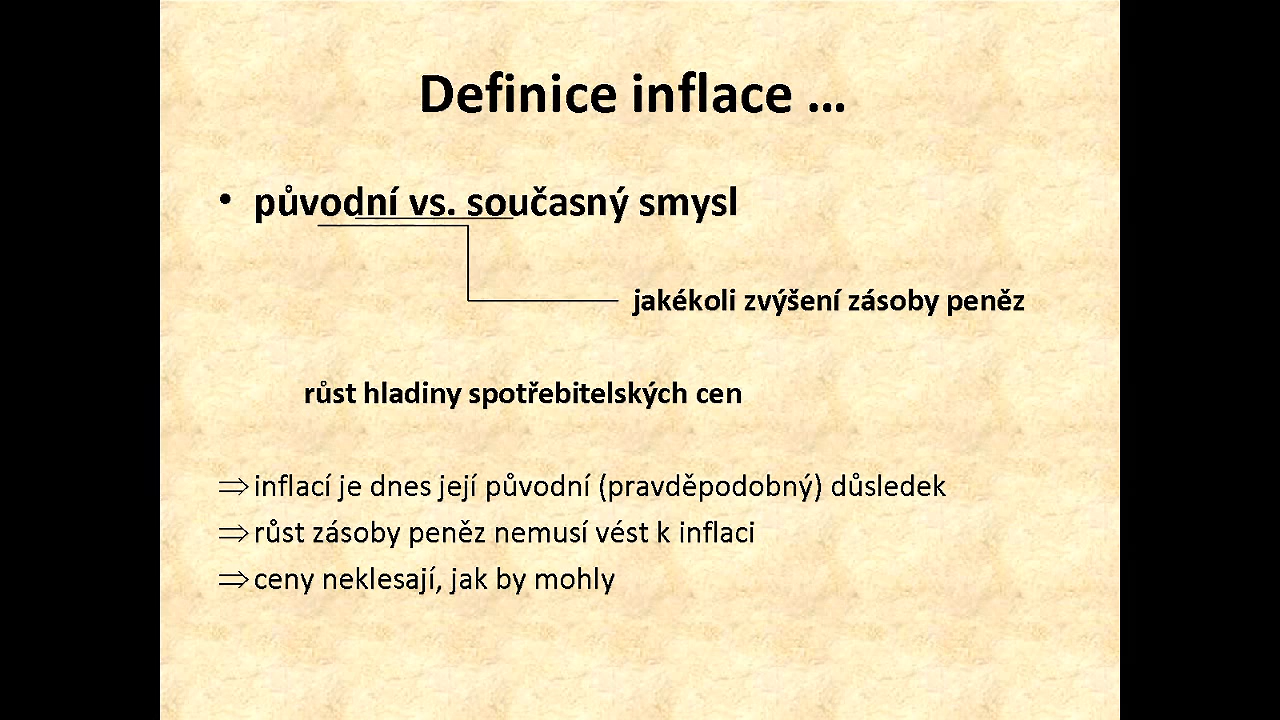 Definice inflace ...
• původní vs. současný smysl
jakékoli zvýšení zásoby peněz
růst hladiny spotřebitelských cen
⇒ inflací je dnes její původní (pravděpodobný) důsledek
⇒ růst zásoby peněz nemusí vést k inflaci
⇒ ceny neklesají, jak by mohly